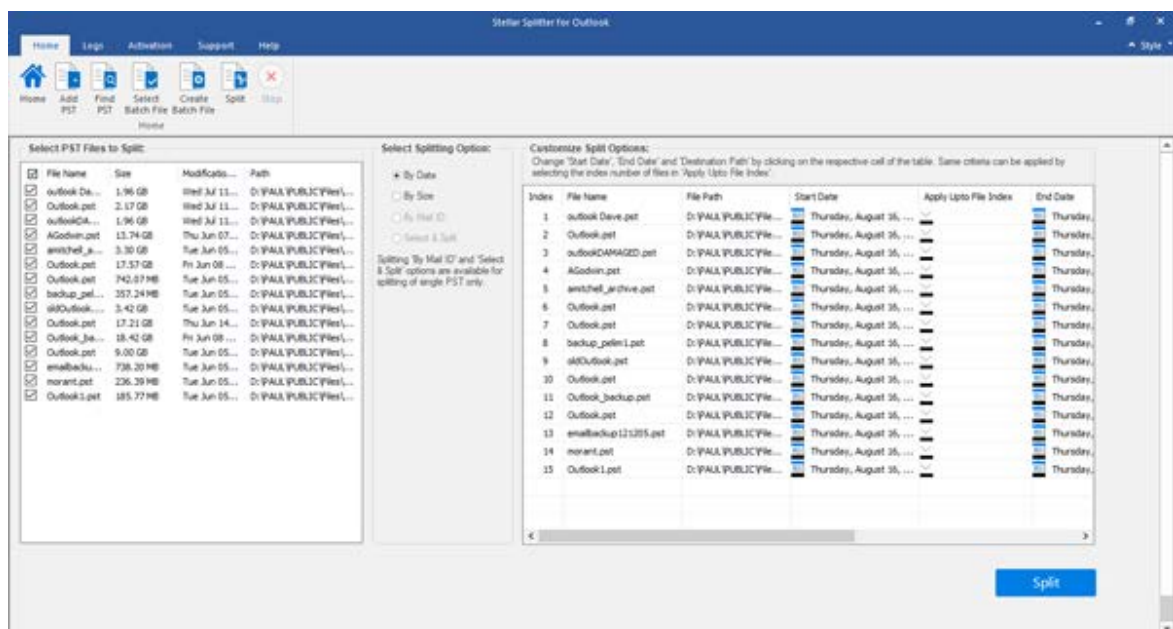 Stellar Splitter for Outlook
Home Logs Activation Support Help
Style
Home Add PST Find PST Select Batch File Create Batch File Split Stop
Home
Select PST Files to Split:
File Name Size Modificatio... Path
outlook Da... 1.96 GB Wed Jul 11... D:\PAUL\PUBLIC\Files\...
Outlook.pst 2.17 GB Wed Jul 11... D:\PAUL\PUBLIC\Files\...
outlookDA... 1.96 GB Wed Jul 11... D:\PAUL\PUBLIC\Files\...
AGodwin.pst 13.74 GB Thu Jun 07... D:\PAUL\PUBLIC\Files\...
amitchell_a... 3.30 GB Tue Jun 05... D:\PAUL\PUBLIC\Files\...
Outlook.pst 17.57 GB Fri Jun 08 ... D:\PAUL\PUBLIC\Files\...
Outlook.pst 742.07 MB Tue Jun 05... D:\PAUL\PUBLIC\Files\...
backup_pel... 357.24 MB Tue Jun 05... D:\PAUL\PUBLIC\Files\...
oldOutlook.... 3.42 GB Tue Jun 05... D:\PAUL\PUBLIC\Files\...
Outlook.pst 17.21 GB Thu Jun 14... D:\PAUL\PUBLIC\Files\...
Outlook_ba... 18.42 GB Fri Jun 08 ... D:\PAUL\PUBLIC\Files\...
Outlook.pst 9.00 GB Tue Jun 05... D:\PAUL\PUBLIC\Files\...
emailbacku... 738.20 MB Tue Jun 05... D:\PAUL\PUBLIC\Files\...
morant.pst 236.39 MB Tue Jun 05... D:\PAUL\PUBLIC\Files\...
Outlook1.pst 185.77 MB Tue Jun 05... D:\PAUL\PUBLIC\Files\...
Select Splitting Option:
By Date
By Size
By Mail ID
Select & Split
Splitting 'By Mail ID' and 'Select
& Split' options are available for
splitting of single PST only.
Customize Split Options:
Change 'Start Date', 'End Date' and 'Destination Path' by clicking on the respective cell of the table. Same criteria can be applied by
selecting the index number of files in 'Apply Upto File Index'.
Index File Name File Path Start Date Apply Upto File Index End Date
1 outlook Dave.pst D:\PAUL\PUBLIC\File... Thursday, August 16, ... Thursday,
2 Outlook.pst D:\PAUL\PUBLIC\File... Thursday, August 16, ... Thursday,
3 outlookDAMAGED.pst D:\PAUL\PUBLIC\File... Thursday, August 16, ... Thursday,
4 AGodwin.pst D:\PAUL\PUBLIC\File... Thursday, August 16, ... Thursday,
5 amitchell_archive.pst D:\PAUL\PUBLIC\File... Thursday, August 16, ... Thursday,
6 Outlook.pst D:\PAUL\PUBLIC\File... Thursday, August 16, ... Thursday,
7 Outlook.pst D:\PAUL\PUBLIC\File... Thursday, August 16, ... Thursday,
8 D:\PAUL\PUBLIC\File... Thursday, August 16, ... Thursday,
9 oldOutlook.pst D:\PAUL\PUBLIC\File... Thursday, August 16, ... Thursday,
10 Outlook.pst D:\PAUL\PUBLIC\File... Thursday, August 16, ... Thursday,
11 Outlook_backup.pst D:\PAUL\PUBLIC\File... Thursday, August 16, ... Thursday,
12 Outlook.pst D:\PAUL\PUBLIC\File... Thursday, August 16, ... Thursday,
13 emailbackup121205.pst D:\PAUL\PUBLIC\File... Thursday, August 16, ... Thursday,
14 morant.pst D:\PAUL\PUBLIC\File... Thursday, August 16, ... Thursday,
15 Outlook1.pst D:\PAUL\PUBLIC\File... Thursday, August 16, ... Thursday,
Split